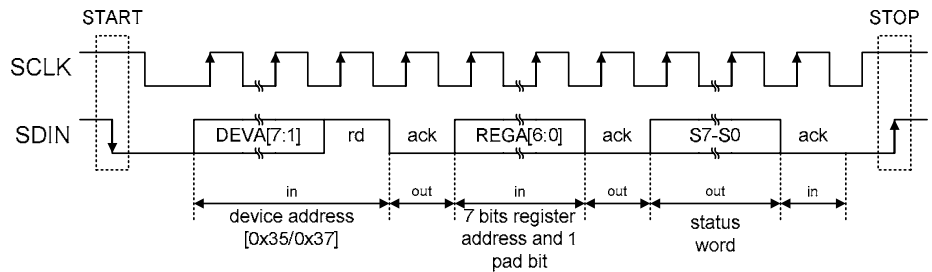 START STOP
SCLK
SDIN DEVA[7:1] rd ack REGA[6:0] ack S7-S0 ack
in out in out out in
device address
[0x35/0x37]
7 bits register
address and 1
pad bit
status
word